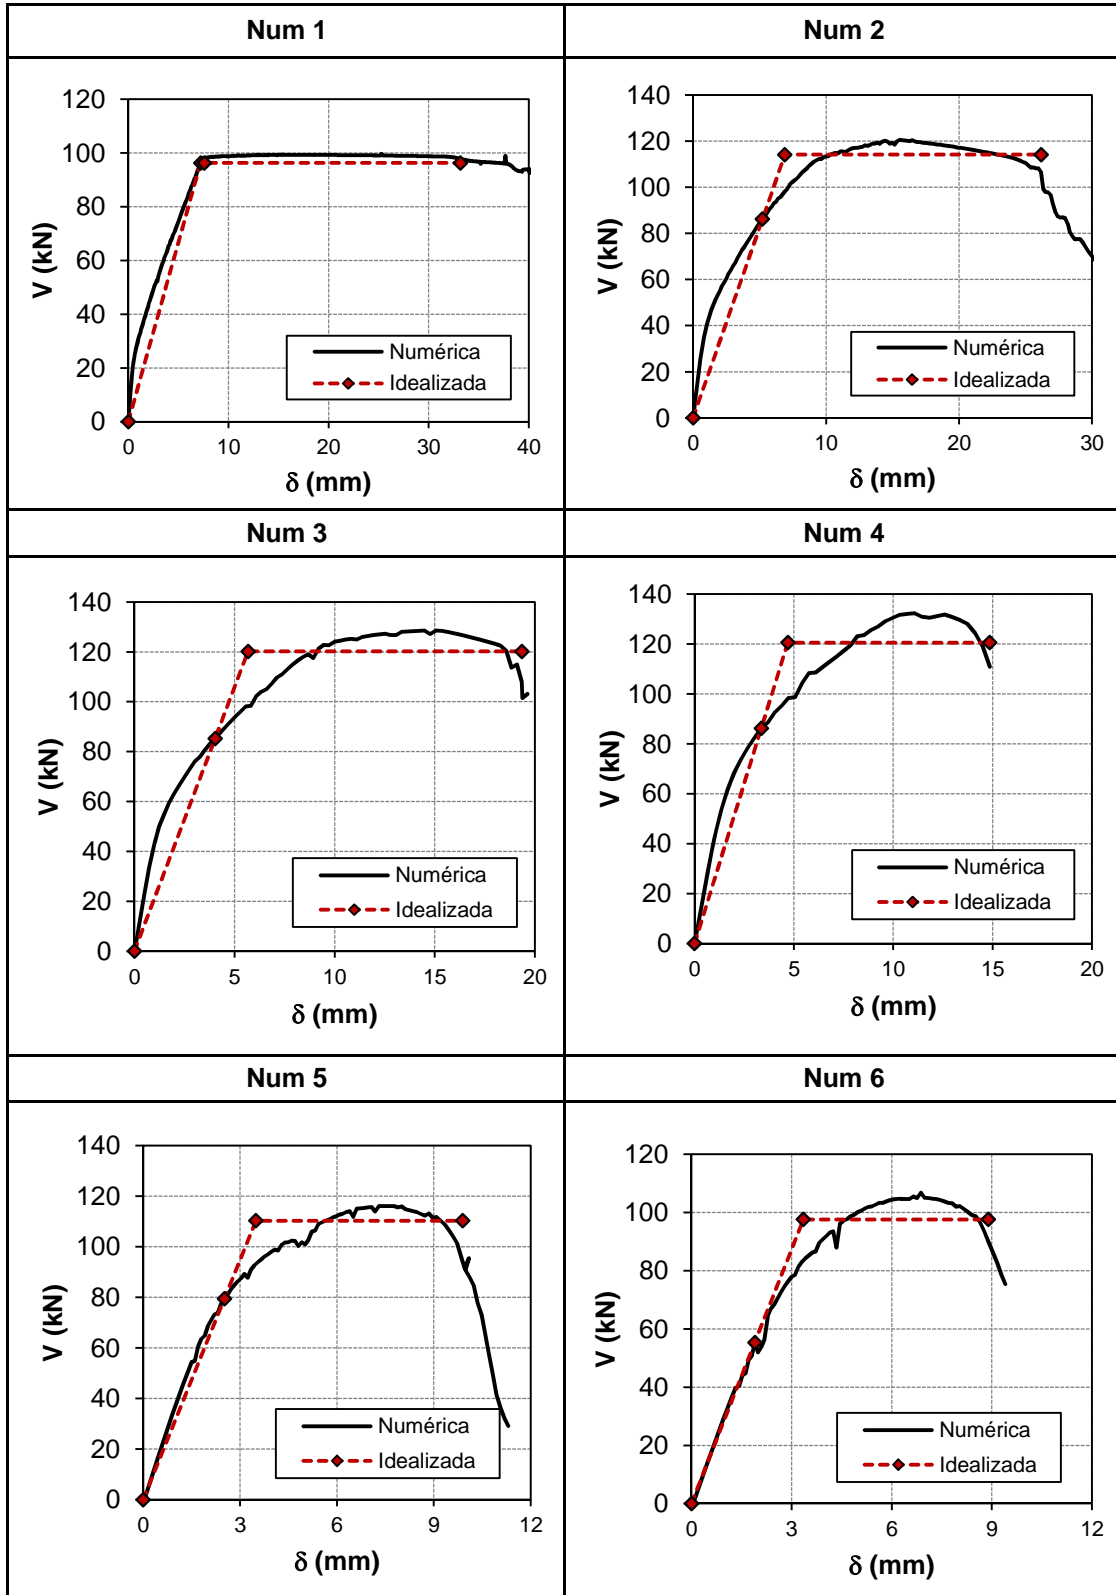 Num 1
Num 2
120
100
80
60
40
20
0
V (kN)
0 10 20 30 40
δ (mm)
Numérica
Idealizada
140
120
100
80
60
40
20
0
V (kN)
0 10 20 30
δ (mm)
Numérica
Idealizada
Num 3
Num 4
140
120
100
80
60
40
20
0
V (kN)
0 5 10 15 20
δ (mm)
Numérica
Idealizada
140
120
100
80
60
40
20
0
V (kN)
0 5 10 15 20
δ (mm)
Numérica
Idealizada
Num 5
Num 6
140
120
100
80
60
40
20
0
V (kN)
0 3 6 9 12
δ (mm)
Numérica
Idealizada
120
100
80
60
40
20
0
V (kN)
0 3 6 9 12
δ (mm)
Numérica
Idealizada